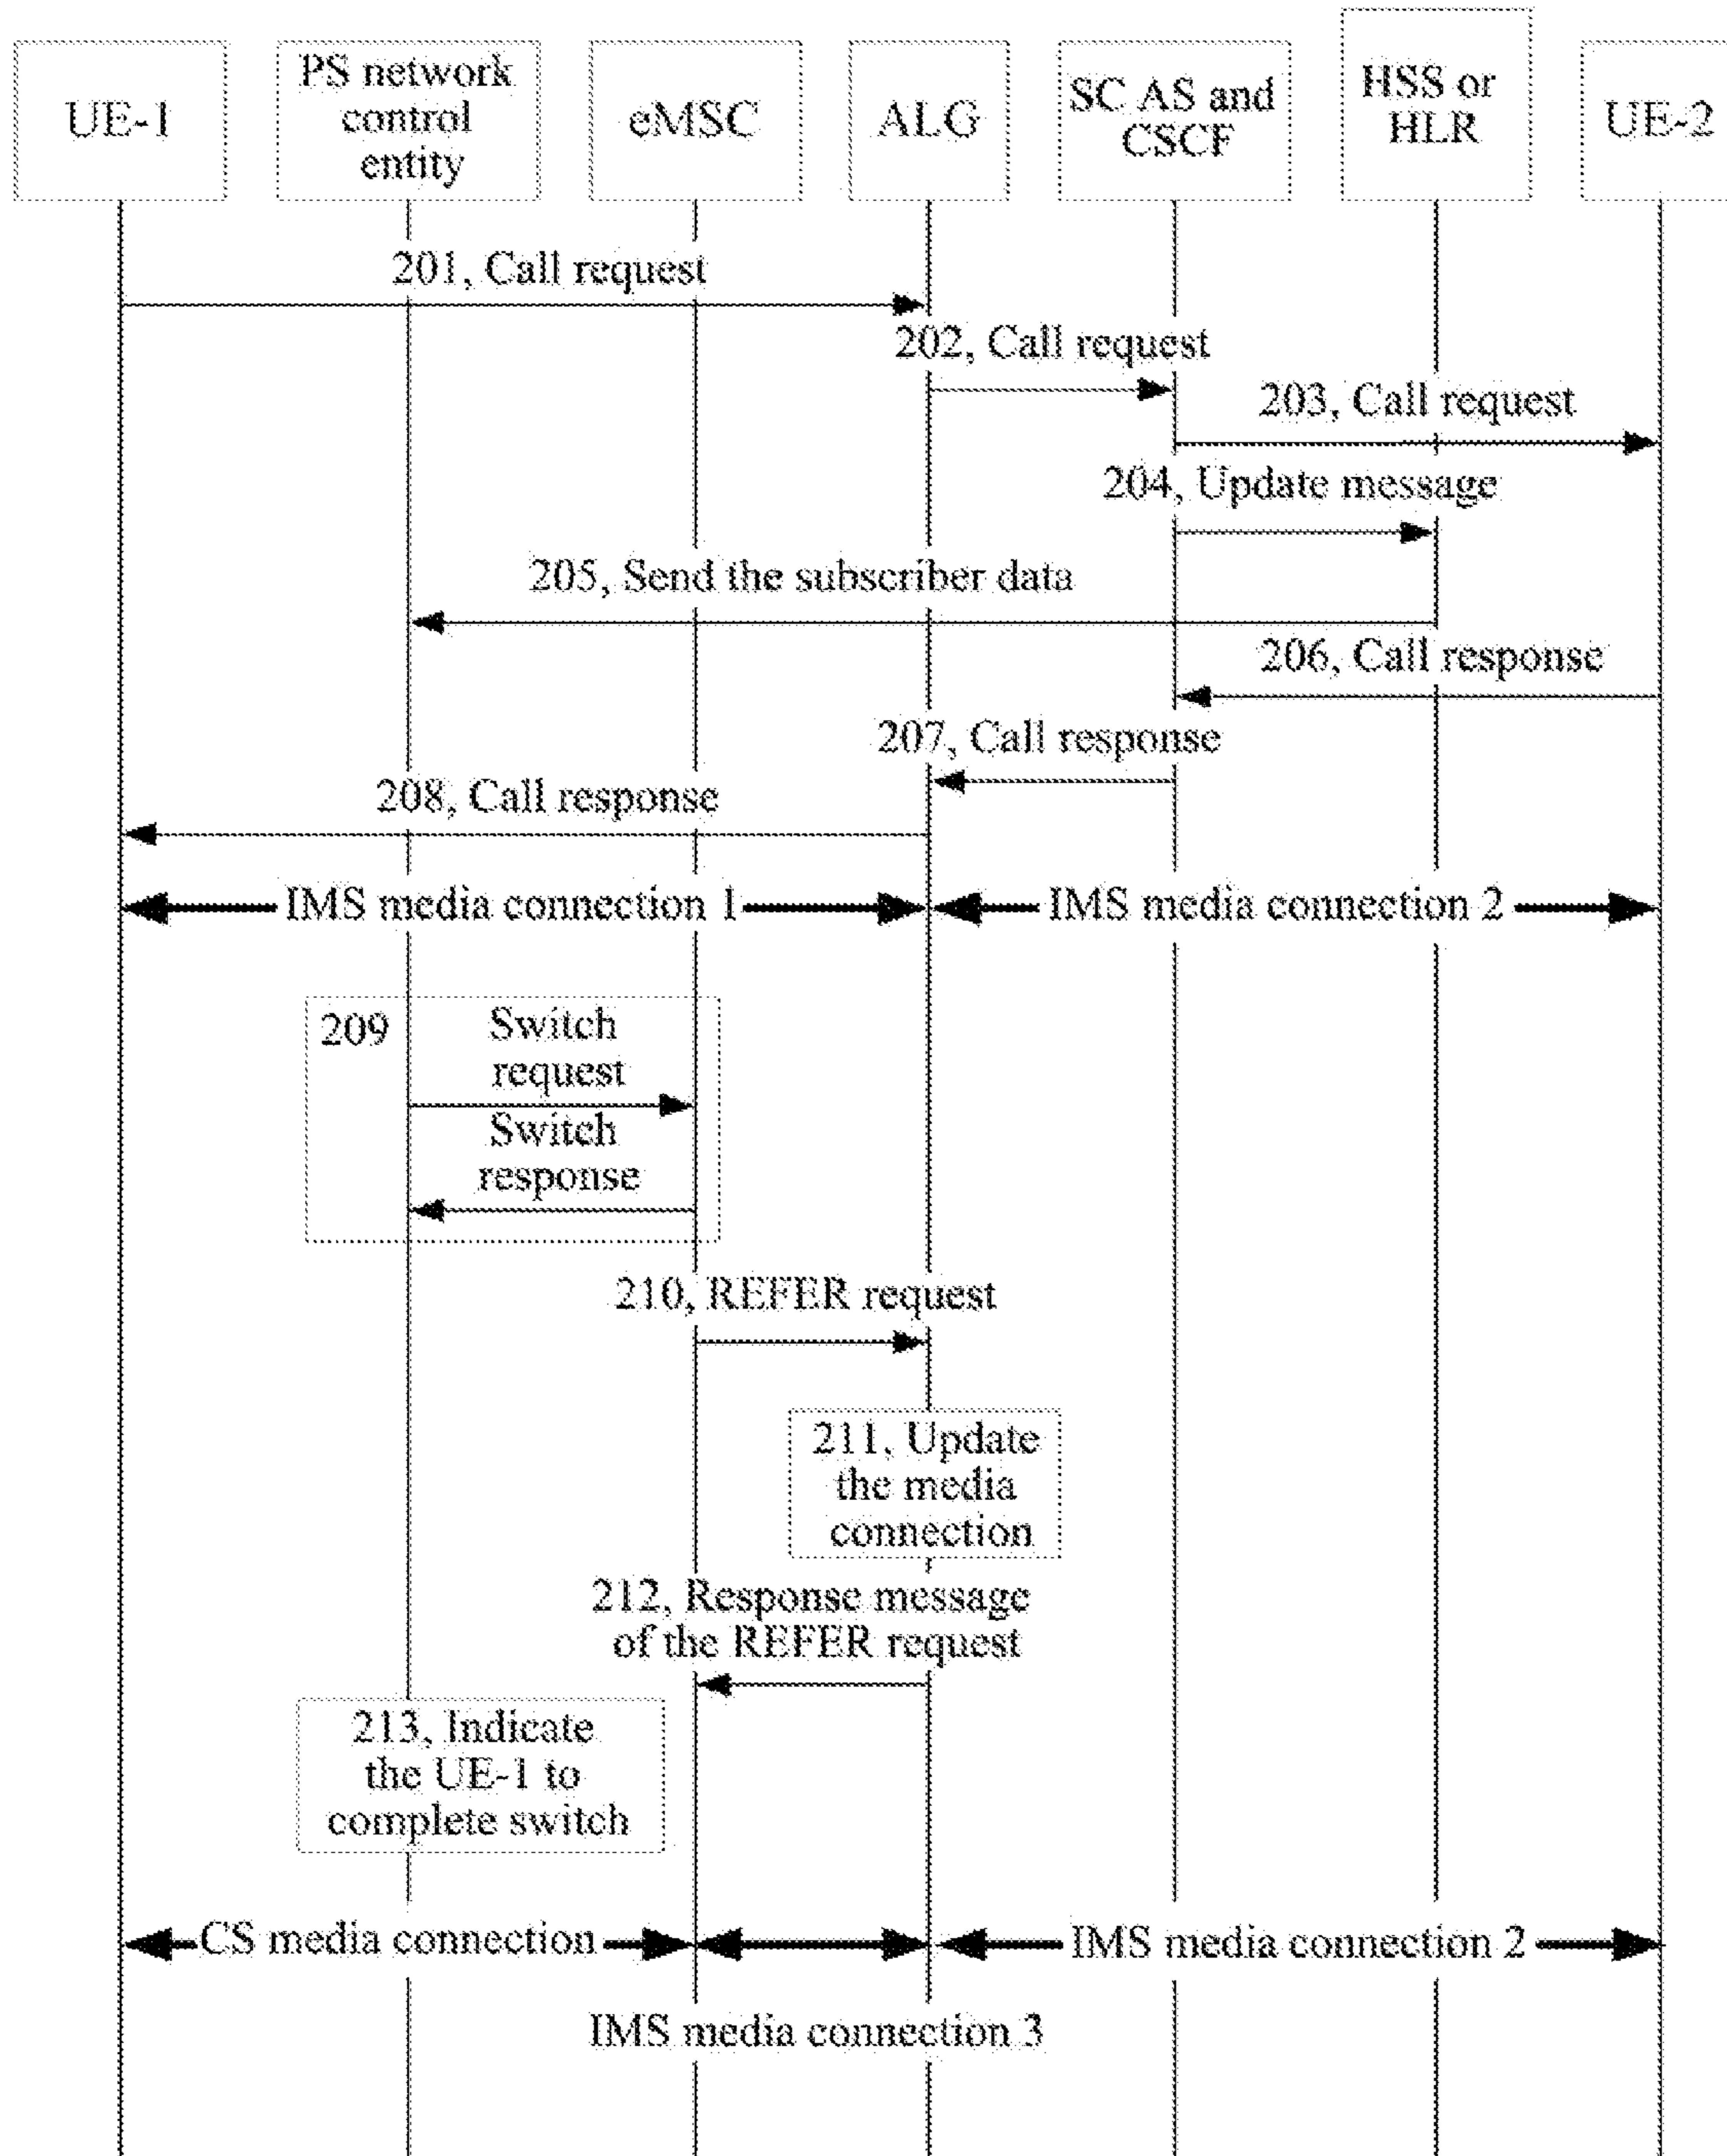 UE-1
PS network
control
entity
eMSC
ALG
SC AS and
CSCF
HSS or
HLR
UE-2
201, Call request
202, Call request
203, Call request
204, Update message
205, Send the subscriber data
206, Call response
207, Call response
208, Call response
IMS media connection 1
IMS media connection 2
209
Switch
request
Switch
response
210, REFER request
211, Update
the media
connection
212, Response message
of the REFER request
213, Indicate
the UE-1 to
complete switch
CS media connection
IMS media connection 2
IMS media connection 3